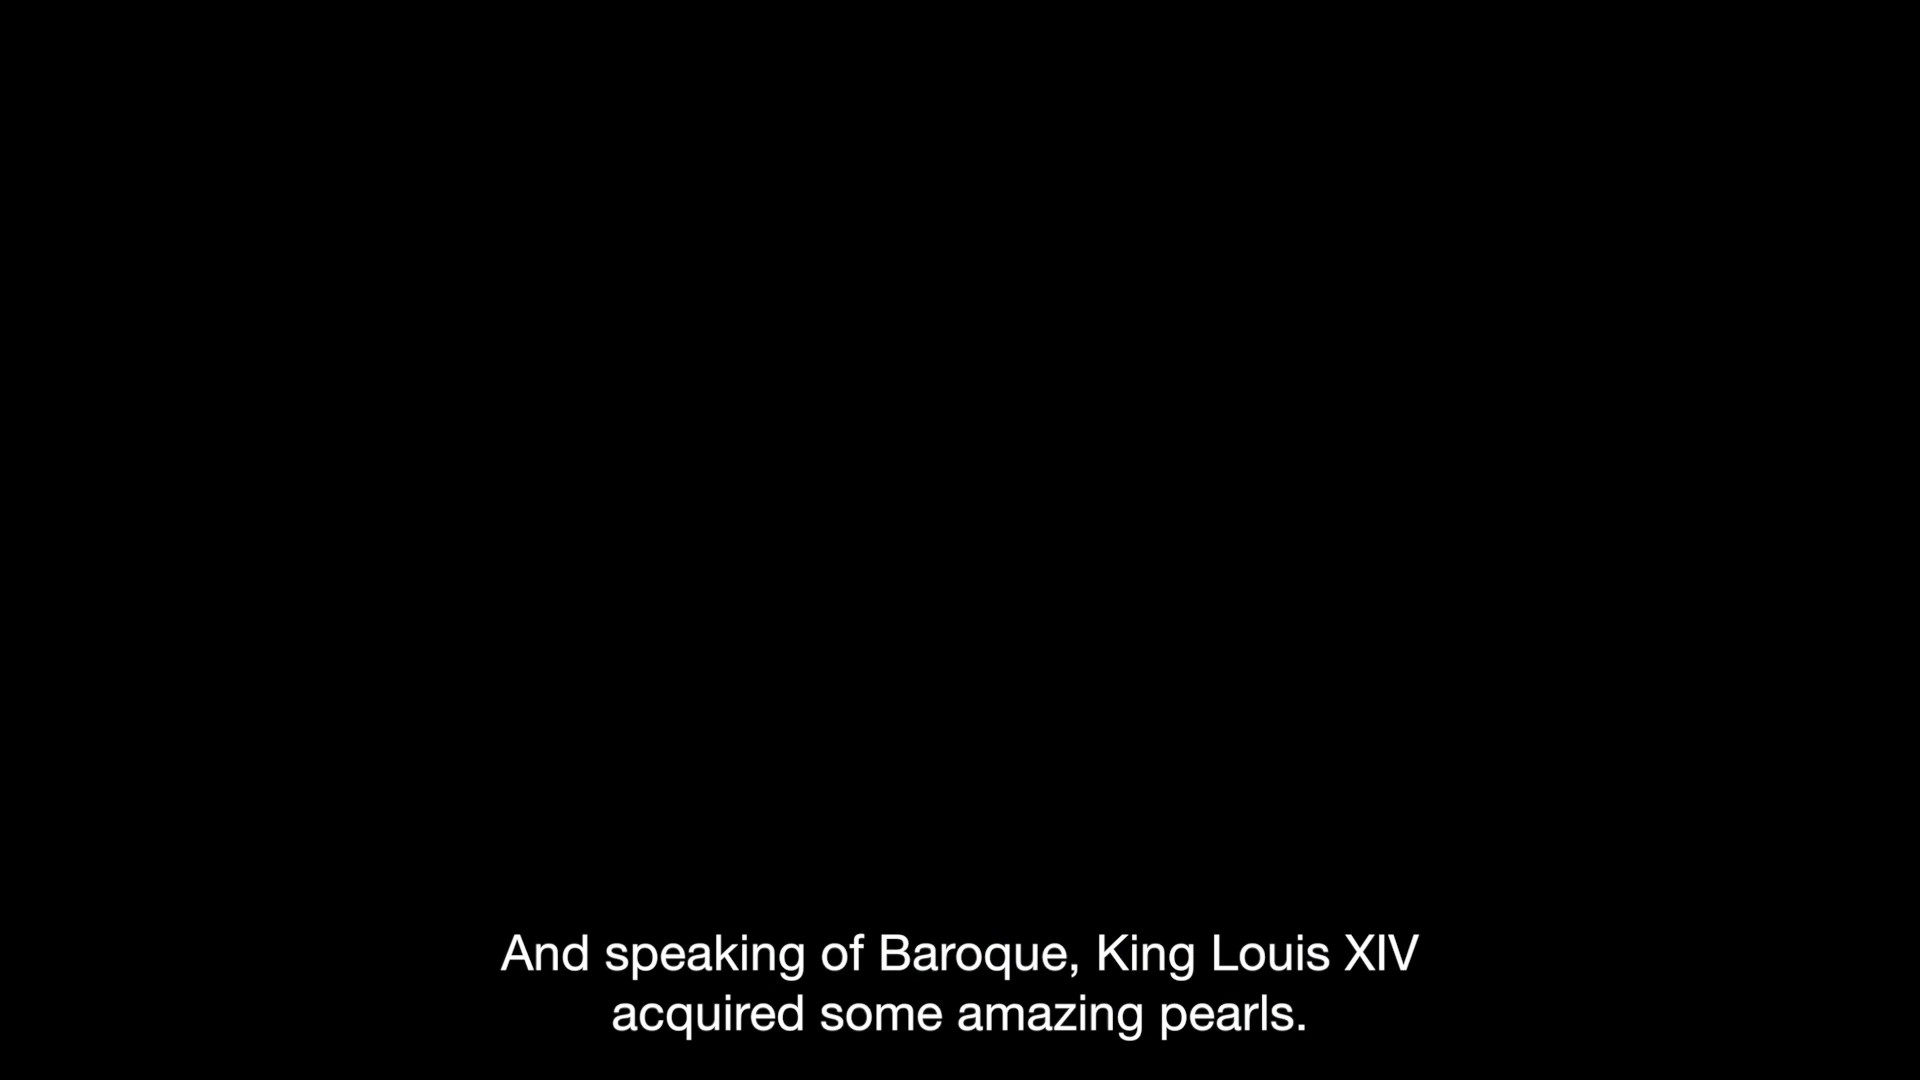 And speaking of Baroque, King Louis XIV
acquired some amazing pearls.